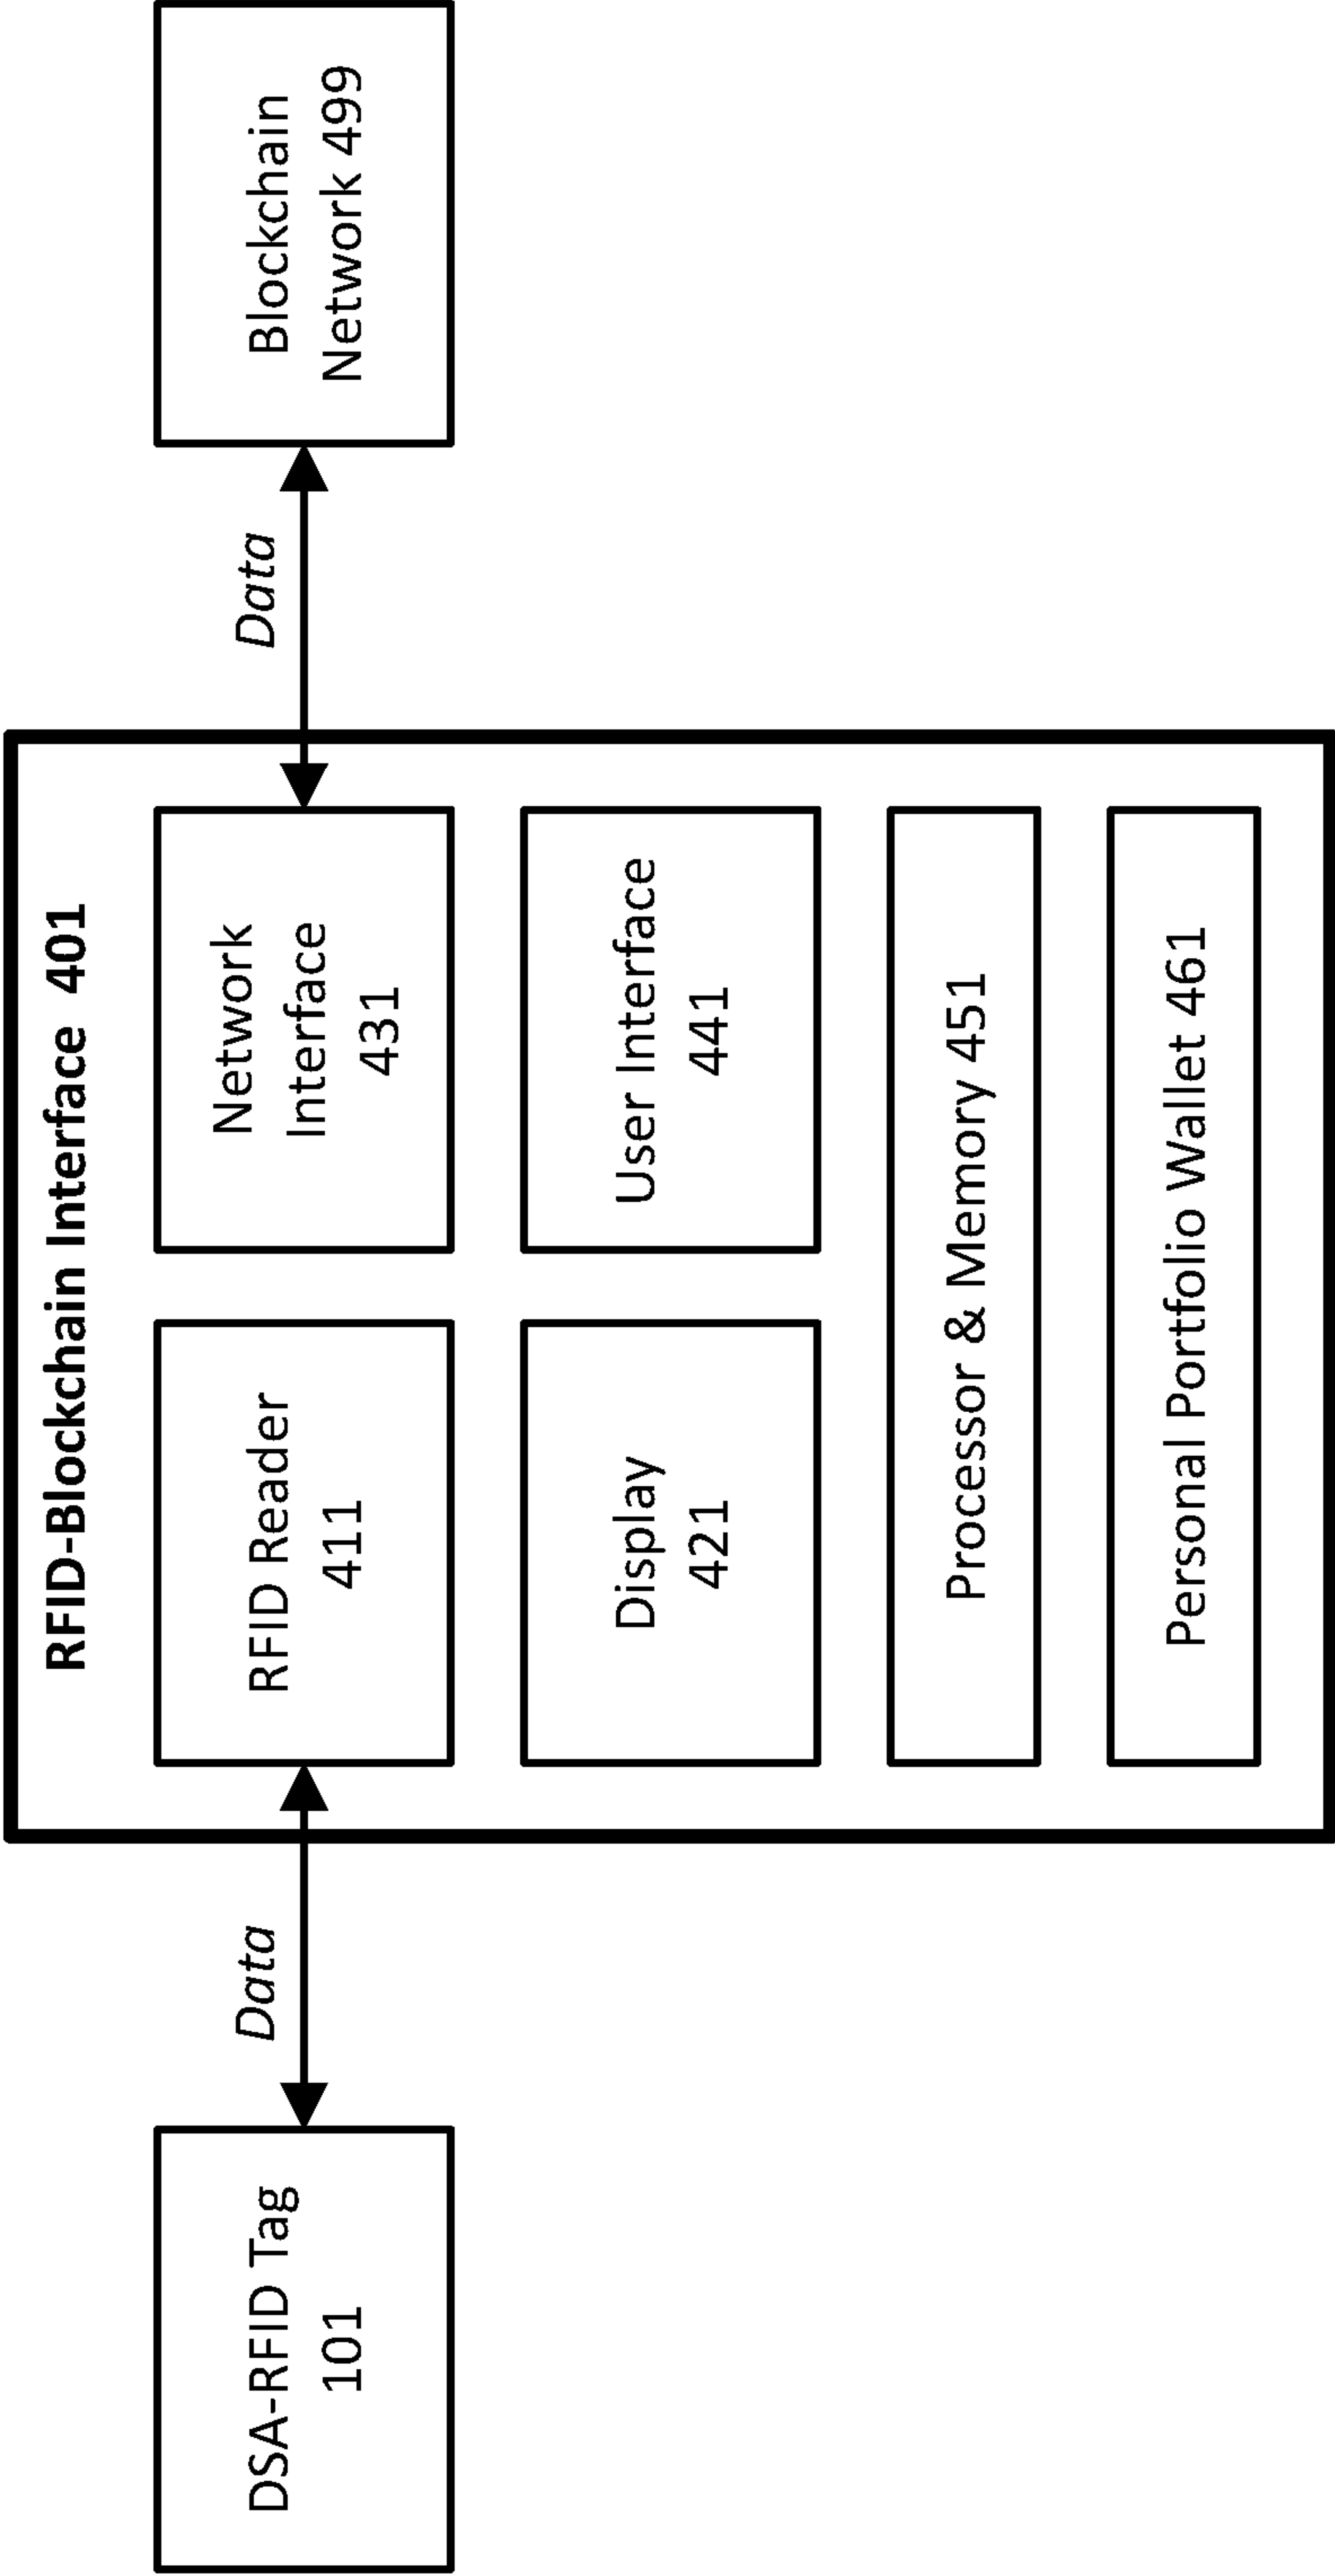 RFID-Blockchain Interface 401
DSA-RFID Tag
101
Data
RFID Reader
411
Network
Interface
431
Data
Blockchain
Network 499
Display
421
User Interface
441
Processor & Memory 451
Personal Portfolio Wallet 461